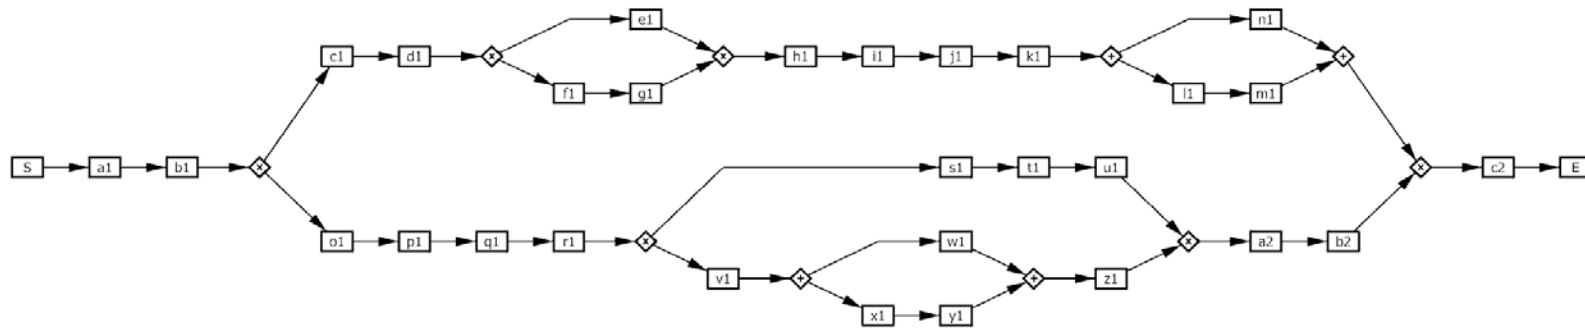 e1 n1
c1 d1 x x h1 i1 j1 k1 + +
f1 g1 l1 m1
S a1 b1 x s1 t1 u1 x c2 E
o1 p1 q1 r1 x w1 x a2 b2
v1 + + z1
x1 y1